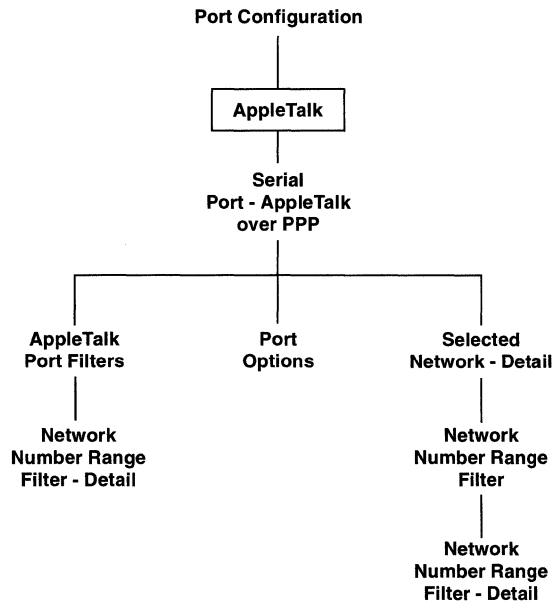 Port Configuration
AppleTalk
Serial
Port - AppleTalk
over PPP
AppleTalk
Port Filters
Port
Options
Selected
Network - Detail
Network
Number Range
Filter - Detail
Network
Number Range
Filter
Network
Number Range
Filter - Detail